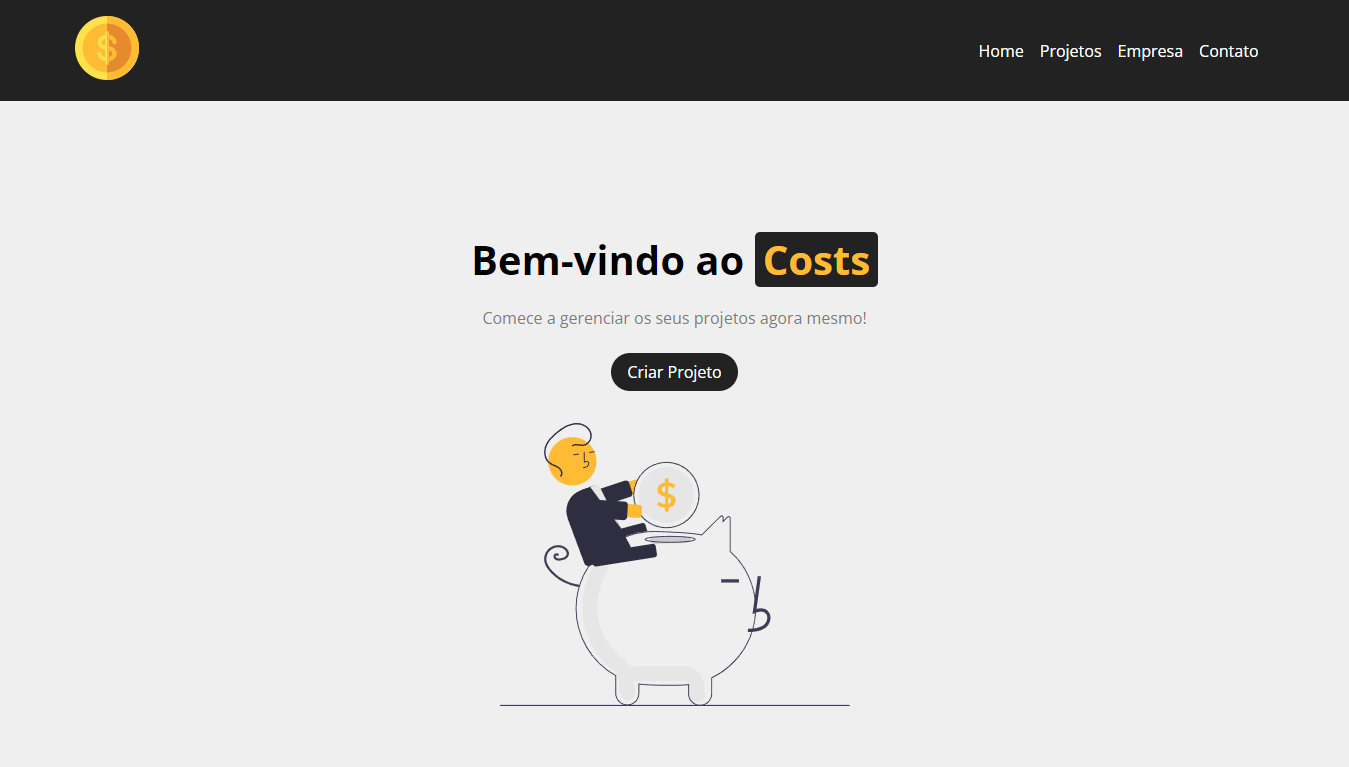 $
Home Projetos Empresa Contato
Bem-vindo ao Costs
Comece a gerenciar os seus projetos agora mesmo!
Criar Projeto
$